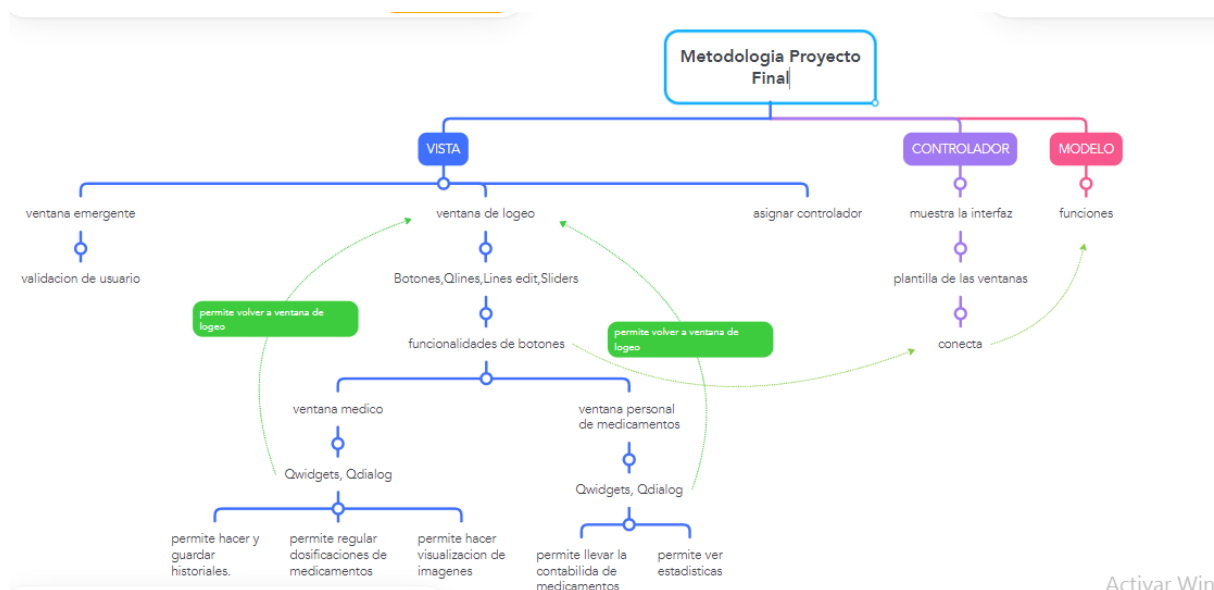 Metodologia Proyecto
Final
VISTA
CONTROLADOR
MODELO
ventana emergente
ventana de logeo
asignar controlador
muestra la interfaz
funciones
validacion de usuario
Botones,Qlines,Lines edit,Sliders
plantilla de las ventanas
permite volver a ventana de
logeo
permite volver a ventana de
logeo
funcionalidades de botones
conecta
ventana medico
ventana personal
de medicamentos
Qwidgets, Qdialog
Qwidgets, Qdialog
permite hacer y
guardar
historiales.
permite regular
dosificaciones de
medicamentos
permite hacer
visualizacion de
imagenes
permite llevar la
contabilida de
medicamentos
permite ver
estadisticas
Activar Win